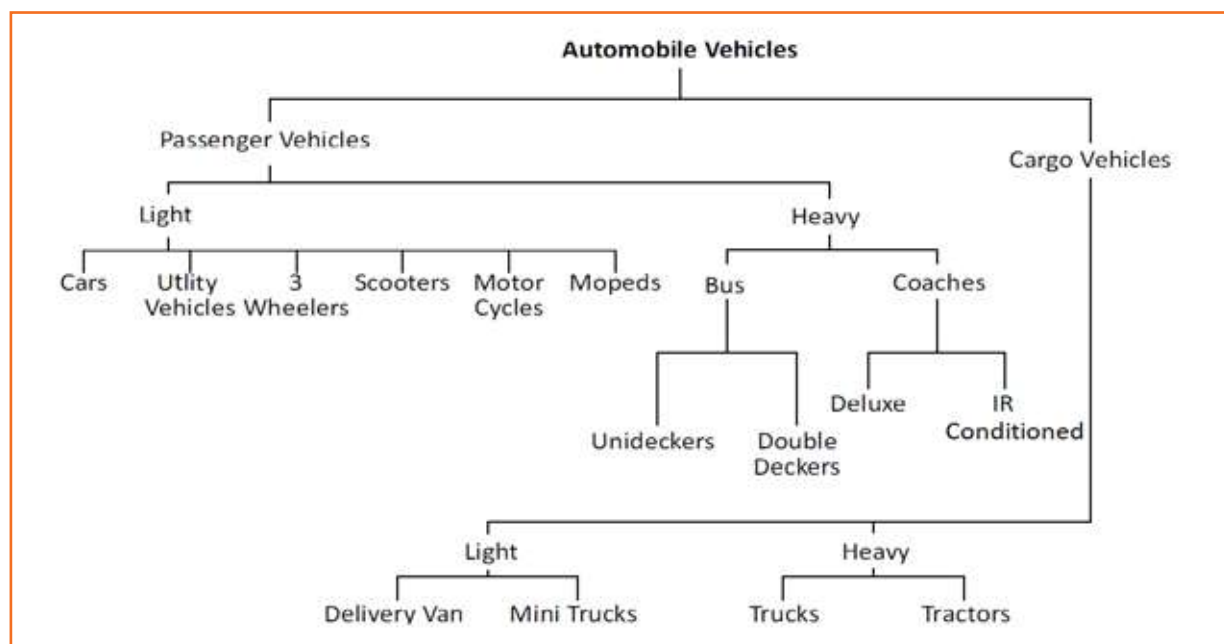 Automobile Vehicles
Passenger Vehicles
Cargo Vehicles
Light
Heavy
Cars
Utlity
Vehicles
3
Wheelers
Scooters
Motor
Cycles
Mopeds
Bus
Coaches
Unideckers
Double
Deckers
Deluxe
IR
Conditioned
Light
Heavy
Delivery Van
Mini Trucks
Trucks
Tractors